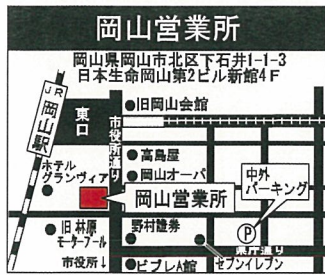 岡山営業所
岡山県岡山市北区下石井1-1-3
日本生命岡山第2ビル新館4F
JR岡山駅
東口
●旧岡山会館
市役所通り
●高島屋
●岡山オーパ
ホテル
グランヴィア
岡山営業所
中外
パーキング
●旧林原
モータープール
野村證券
P
県庁通り
市役所↓
●ビブレA館
セブンイレブン